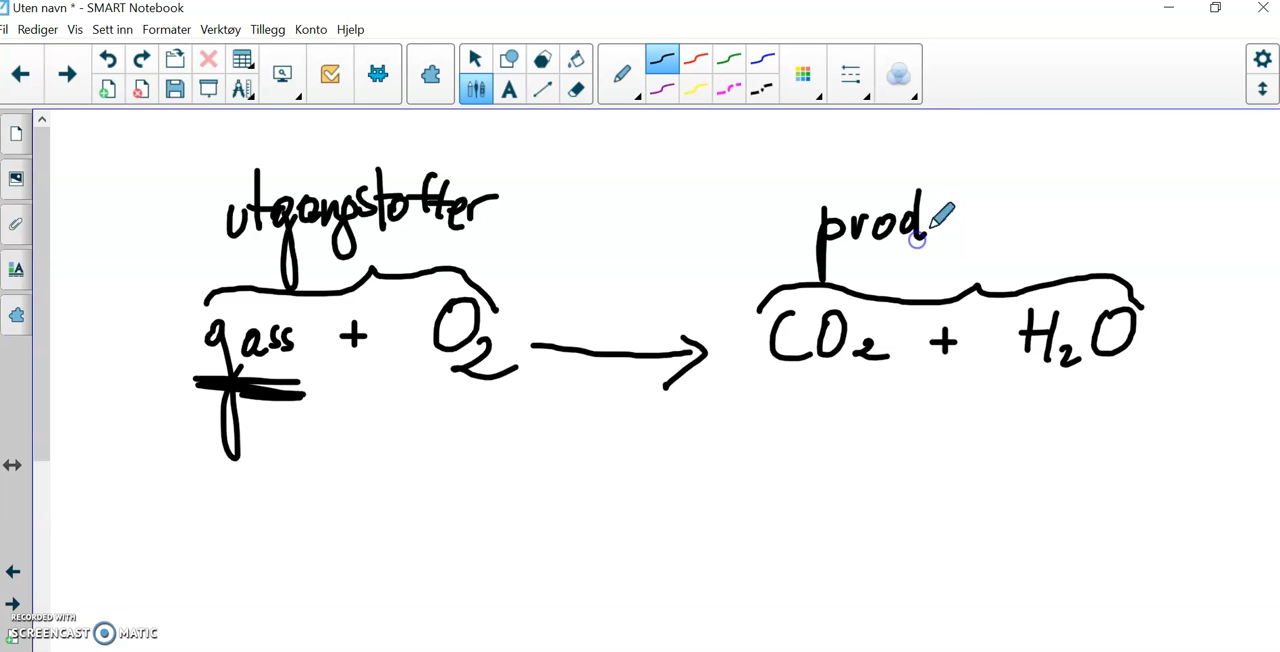 Uten navn * - SMART Notebook
Fil Rediger Vis Sett inn Formater Verktøy Tillegg Konto Hjelp
utgangstoffer
prod
gass + O2 → CO2 + H2O
RECORDED WITH
SCREENCAST MATIC